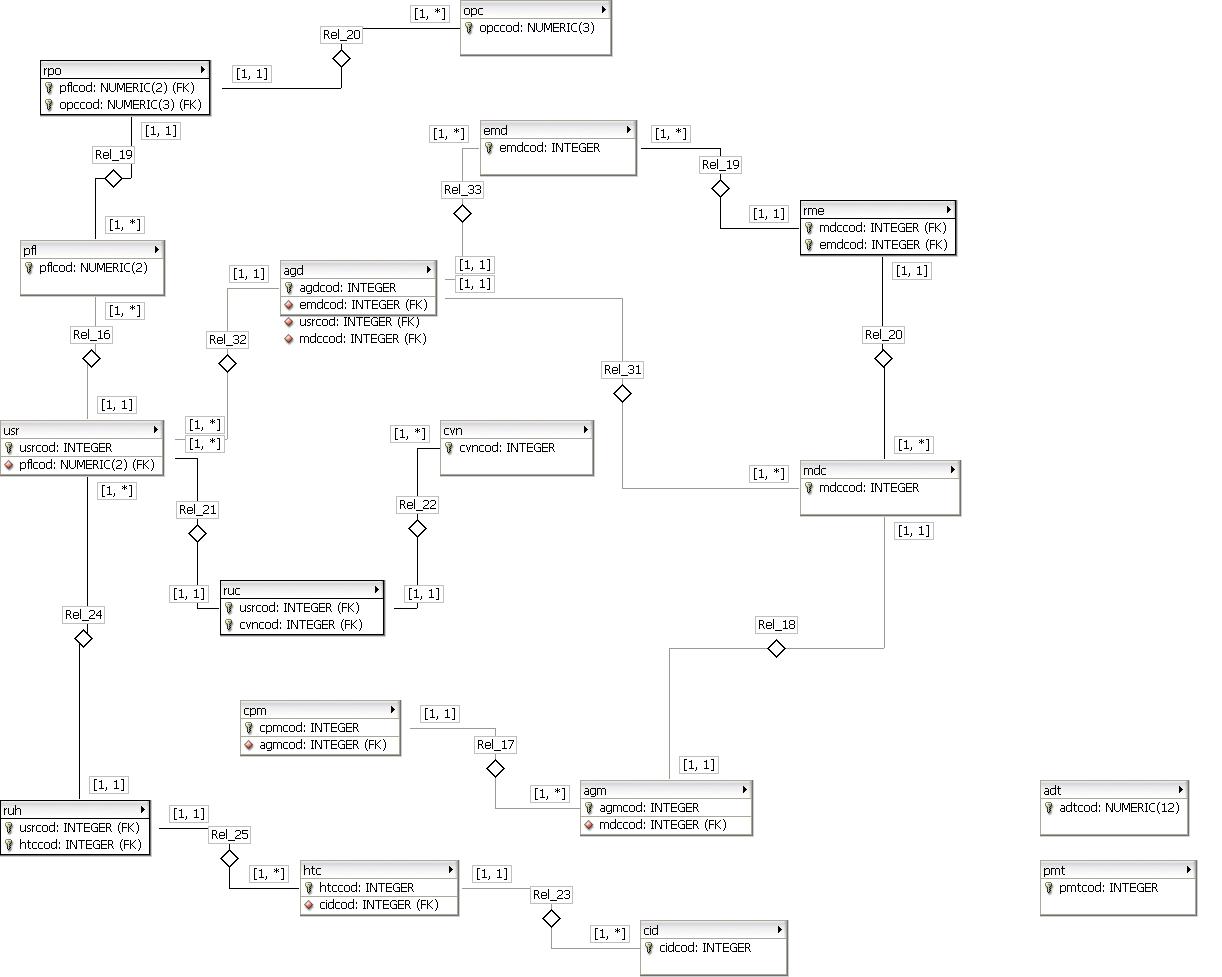 [1, *]
opc
opccod: NUMERIC(3)
Rel_20
[1, 1]
rpo
pflcod: NUMERIC(2) (FK)
opccod: NUMERIC(3) (FK)
[1, 1]
Rel_19
[1, *]
pfl
pflcod: NUMERIC(2)
[1, *]
Rel_16
[1, 1]
[1, *]
emd
emdcod: INTEGER
[1, *]
Rel_19
[1, 1]
Rel_33
[1, 1]
[1, 1]
rme
mdccod: INTEGER (FK)
emdcod: INTEGER (FK)
[1, 1]
Rel_20
[1, *]
[1, 1]
agd
agdcod: INTEGER
emdcod: INTEGER (FK)
usrcod: INTEGER (FK)
mdccod: INTEGER (FK)
Rel_32
Rel_31
usr
usrcod: INTEGER
pflcod: NUMERIC(2) (FK)
[1, *]
[1, *]
[1, *]
[1, *]
cvn
cvncod: INTEGER
[1, *]
mdc
mdccod: INTEGER
[1, 1]
Rel_21
Rel_22
[1, 1]
ruc
usrcod: INTEGER (FK)
cvncod: INTEGER (FK)
[1, 1]
Rel_24
Rel_18
cpm
cpmcod: INTEGER
agmcod: INTEGER (FK)
[1, 1]
Rel_17
[1, *]
[1, 1]
agm
agmcod: INTEGER
mdccod: INTEGER (FK)
adt
adtcod: NUMERIC(12)
[1, 1]
ruh
usrcod: INTEGER (FK)
htccod: INTEGER (FK)
[1, 1]
Rel_25
[1, *]
htc
htccod: INTEGER
cidcod: INTEGER (FK)
[1, 1]
Rel_23
[1, *]
cid
cidcod: INTEGER
pmt
pmtcod: INTEGER